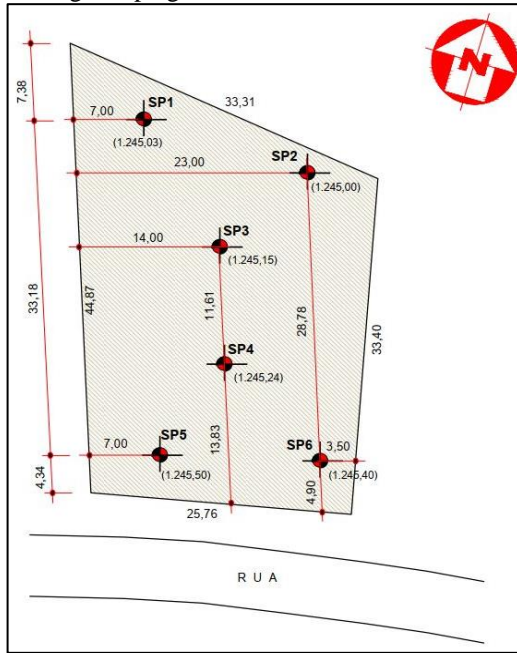 N
7,38
33,31
SP1
7,00
(1.245,03)
SP2
23,00
(1.245,00)
SP3
14,00
(1.245,15)
33,18
44,87
11,61
28,78
33,40
SP4
(1.245,24)
13,83
SP5
7,00
(1.245,50)
SP6
3,50
(1.245,40)
4,34
4,90
25,76
RUA